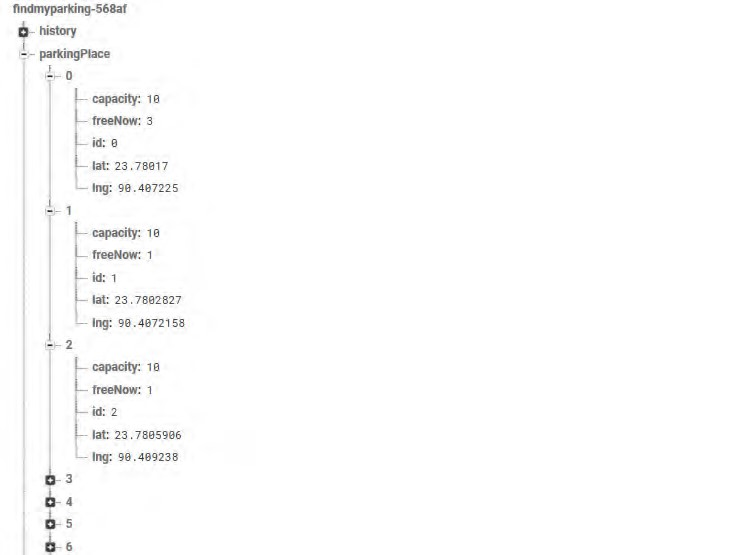 findmyparking-568af
history
parkingPlace
0
capacity: 10
freeNow: 3
id: 0
lat: 23.78017
lng: 90.407225
1
capacity: 10
freeNow: 1
id: 1
lat: 23.7802827
lng: 90.4072158
2
capacity: 10
freeNow: 1
id: 2
lat: 23.7805906
lng: 90.409238
3
4
5
6